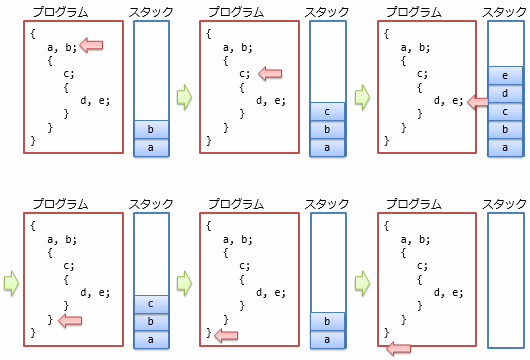 プログラム スタック プログラム スタック プログラム スタック
{ { {
a, b; a, b; a, b;
{ { {
c; c; c; e
{ { { d
d, e; d, e; d, e; c
} } c } c
} b } b } b
} a } a } a
プログラム スタック プログラム スタック プログラム スタック
{ { {
a, b; a, b; a, b;
{ { {
c; c; c;
{ { {
d, e; d, e; d, e;
} c } }
} b } b }
} a } a }